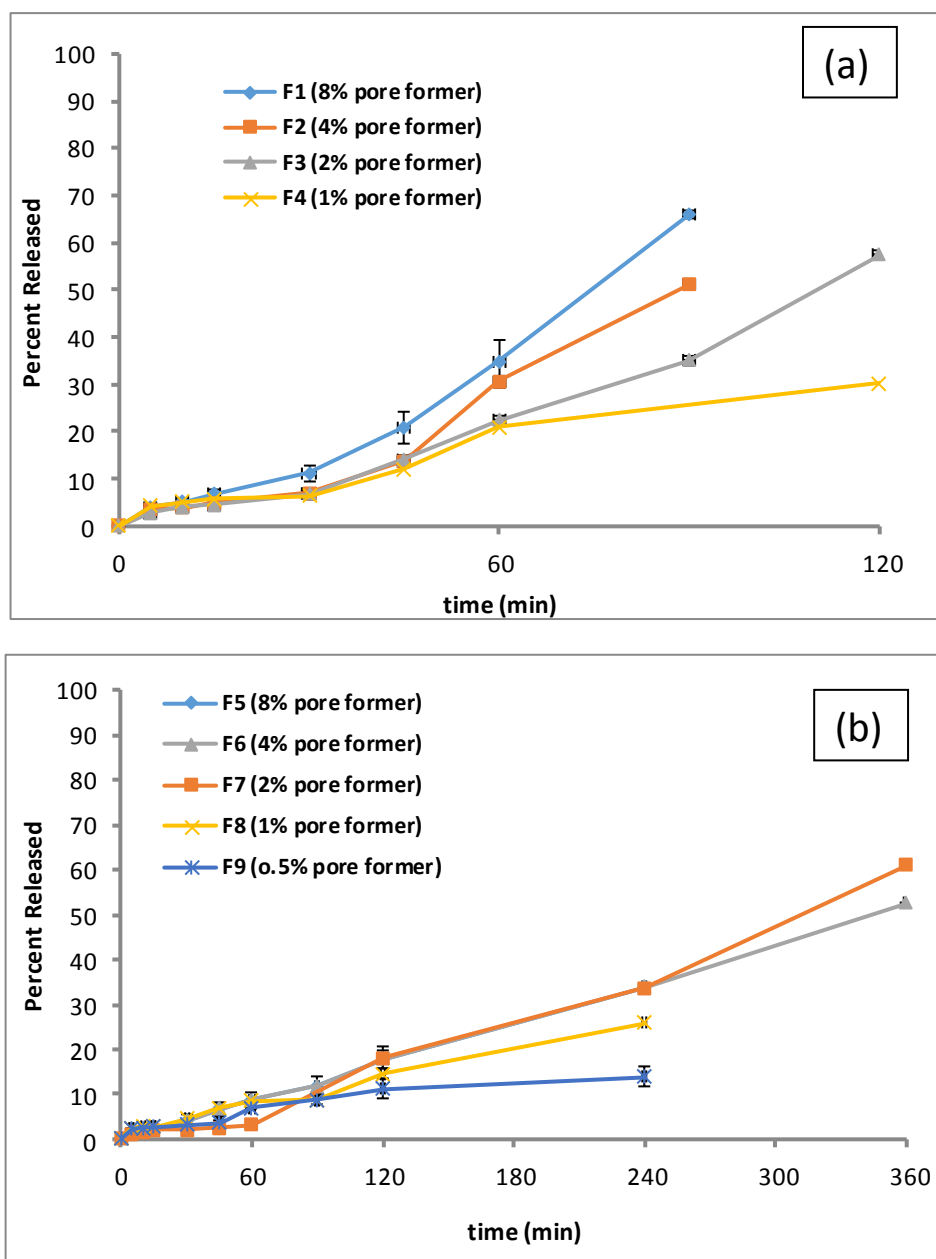 (a)
100
90
80
70
60
50
40
30
20
10
0
Percent Released
F1 (8% pore former)
F2 (4% pore former)
F3 (2% pore former)
F4 (1% pore former)
0 60 120
time (min)
(b)
100
90
80
70
60
50
40
30
20
10
0
Percent Released
F5 (8% pore former)
F6 (4% pore former)
F7 (2% pore former)
F8 (1% pore former)
F9 (o.5% pore former)
0 60 120 180 240 300 360
time (min)